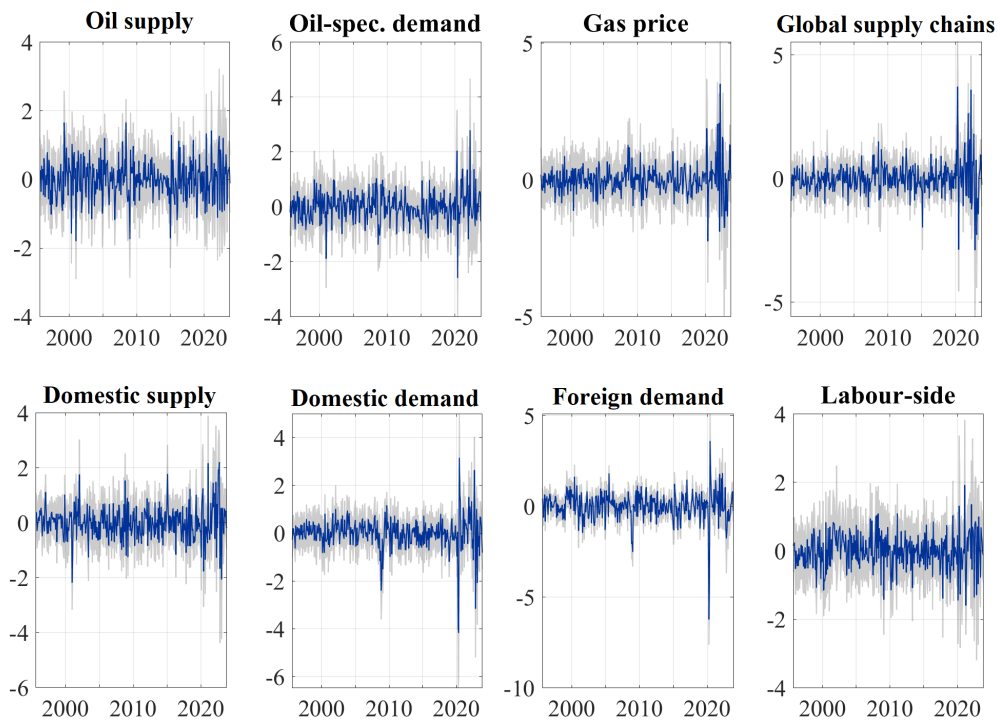 Oil supply
4
2
0
-2
-4
2000 2010 2020
Oil-spec. demand
6
4
2
0
-2
-4
2000 2010 2020
Gas price
5
0
-5
2000 2010 2020
Global supply chains
5
0
-5
2000 2010 2020
Domestic supply
4
2
0
-2
-4
-6
2000 2010 2020
Domestic demand
4
2
0
-2
-4
-6
2000 2010 2020
Foreign demand
5
0
-5
-10
2000 2010 2020
Labour-side
4
2
0
-2
-4
2000 2010 2020